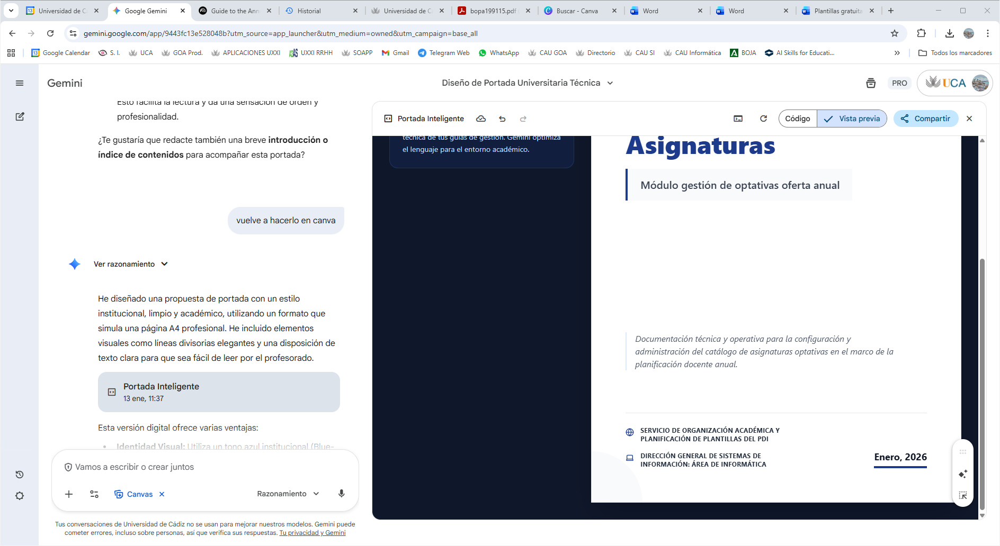 Universidad de C
Google Gemini
Guide to the Ann
Historial
Universidad de C
bopa199115.pdf
Buscar - Canva
Word
Word
Plantillas gratuita
gemini.google.com/app/9443fc13e528048b?utm_source=app_launcher&utm_medium=owned&utm_campaign=base_all
Google Calendar
S. I.
UCA
GOA Prod.
APLICACIONES UXXI
UXXI RRHH
SOAPP
Gmail
Telegram Web
WhatsApp
CAU GOA
Directorio
CAU SI
CAU Informática
BOJA
AI Skills for Educati...
Todos los marcadores
Gemini
Diseño de Portada Universitaria Técnica
PRO
UCA
Esto facilita la lectura y da una sensación de orden y
profesionalidad.
¿Te gustaría que redacte también una breve introducción o
índice de contenidos para acompañar esta portada?
vuelve a hacerlo en canva
Ver razonamiento
He diseñado una propuesta de portada con un estilo
institucional, limpio y académico, utilizando un formato que
simula una página A4 profesional. He incluido elementos
visuales como líneas divisorias elegantes y una disposición de
texto clara para que sea fácil de leer por el profesorado.
Portada Inteligente
13 ene, 11:37
Esta versión digital ofrece varias ventajas:
• Identidad Visual: Utiliza un tono azul institucional (Blue-
Vamos a escribir o crear juntos
Canvas
Razonamiento
Tus conversaciones de Universidad de Cádiz no se usan para mejorar nuestros modelos. Gemini puede
cometer errores, incluso sobre personas, así que verifica sus respuestas. Tu privacidad y Gemini
Portada Inteligente
Código
Vista previa
Compartir
técnica de tus guías de gestión. Gemini optimiza
el lenguaje para el entorno académico.
Asignaturas
Módulo gestión de optativas oferta anual
Documentación técnica y operativa para la configuración y
administración del catálogo de asignaturas optativas en el marco de la
planificación docente anual.
SERVICIO DE ORGANIZACIÓN ACADÉMICA Y
PLANIFICACIÓN DE PLANTILLAS DEL PDI
DIRECCIÓN GENERAL DE SISTEMAS DE
INFORMACIÓN: ÁREA DE INFORMÁTICA
Enero, 2026